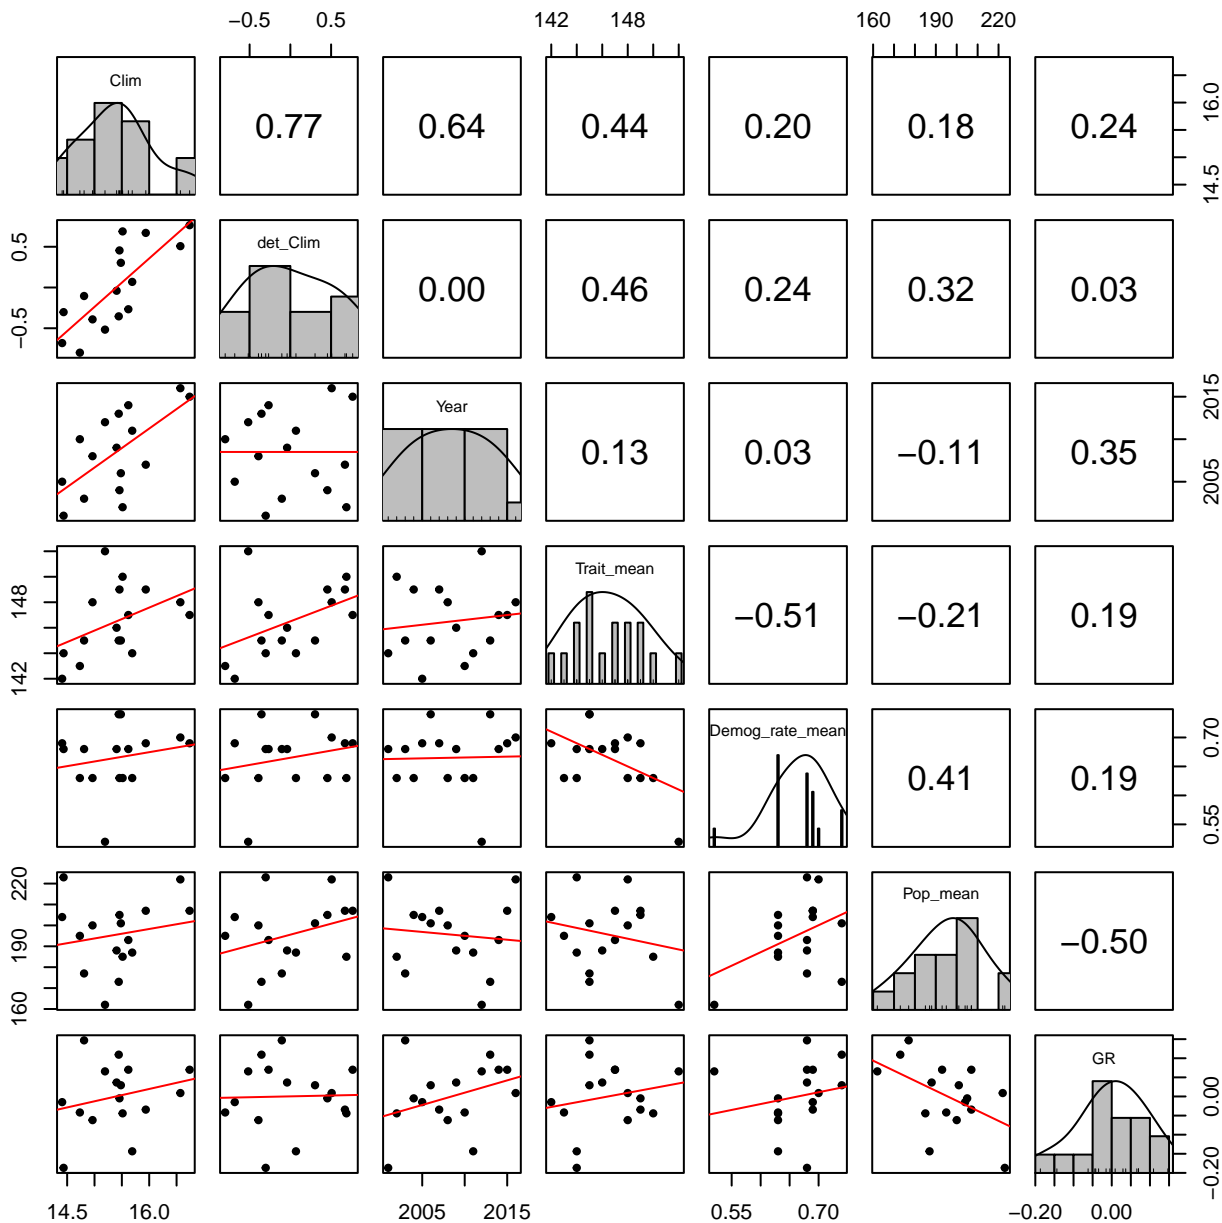 −0.5 0.5 142 148 160 190 220
Clim
0.77 0.64 0.44 0.20 0.18 0.24
14.5 16.0
−0.5 0.5
det_Clim
0.00 0.46 0.24 0.32 0.03
Year
0.13 0.03 −0.11 0.35
2005 2015
142 148
Trait_mean
−0.51 −0.21 0.19
Demog_rate_mean
0.41 0.19
0.55 0.70
160 190 220
Pop_mean
−0.50
GR
−0.20 0.00
14.5 16.0 2005 2015 0.55 0.70 −0.20 0.00